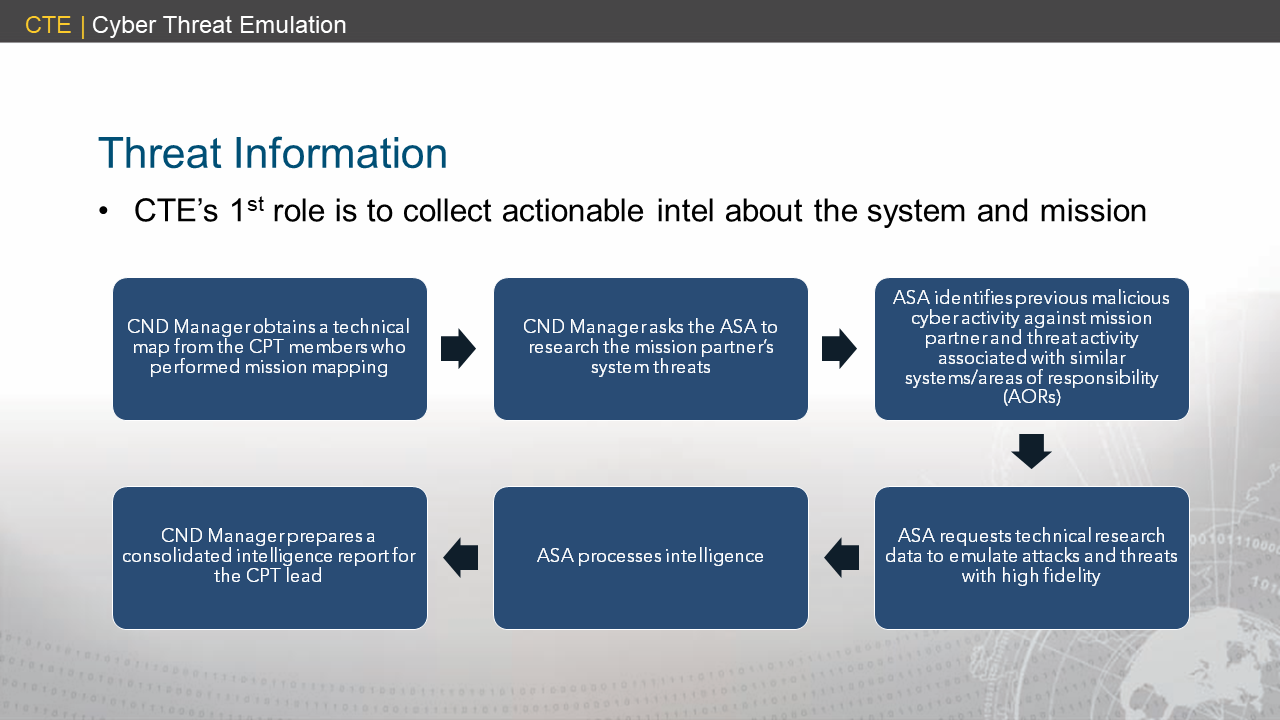 CTE | Cyber Threat Emulation
Threat Information
• CTE’s 1st role is to collect actionable intel about the system and mission
CND Manager obtains a technical
map from the CPT members who
performed mission mapping
CND Manager asks the ASA to
research the mission partner’s
system threats
ASA identifies previous malicious
cyber activity against mission
partner and threat activity
associated with similar
systems/areas of responsibility
(AORs)
ASA requests technical research
data to emulate attacks and threats
with high fidelity
ASA processes intelligence
CND Manager prepares a
consolidated intelligence report for
the CPT lead